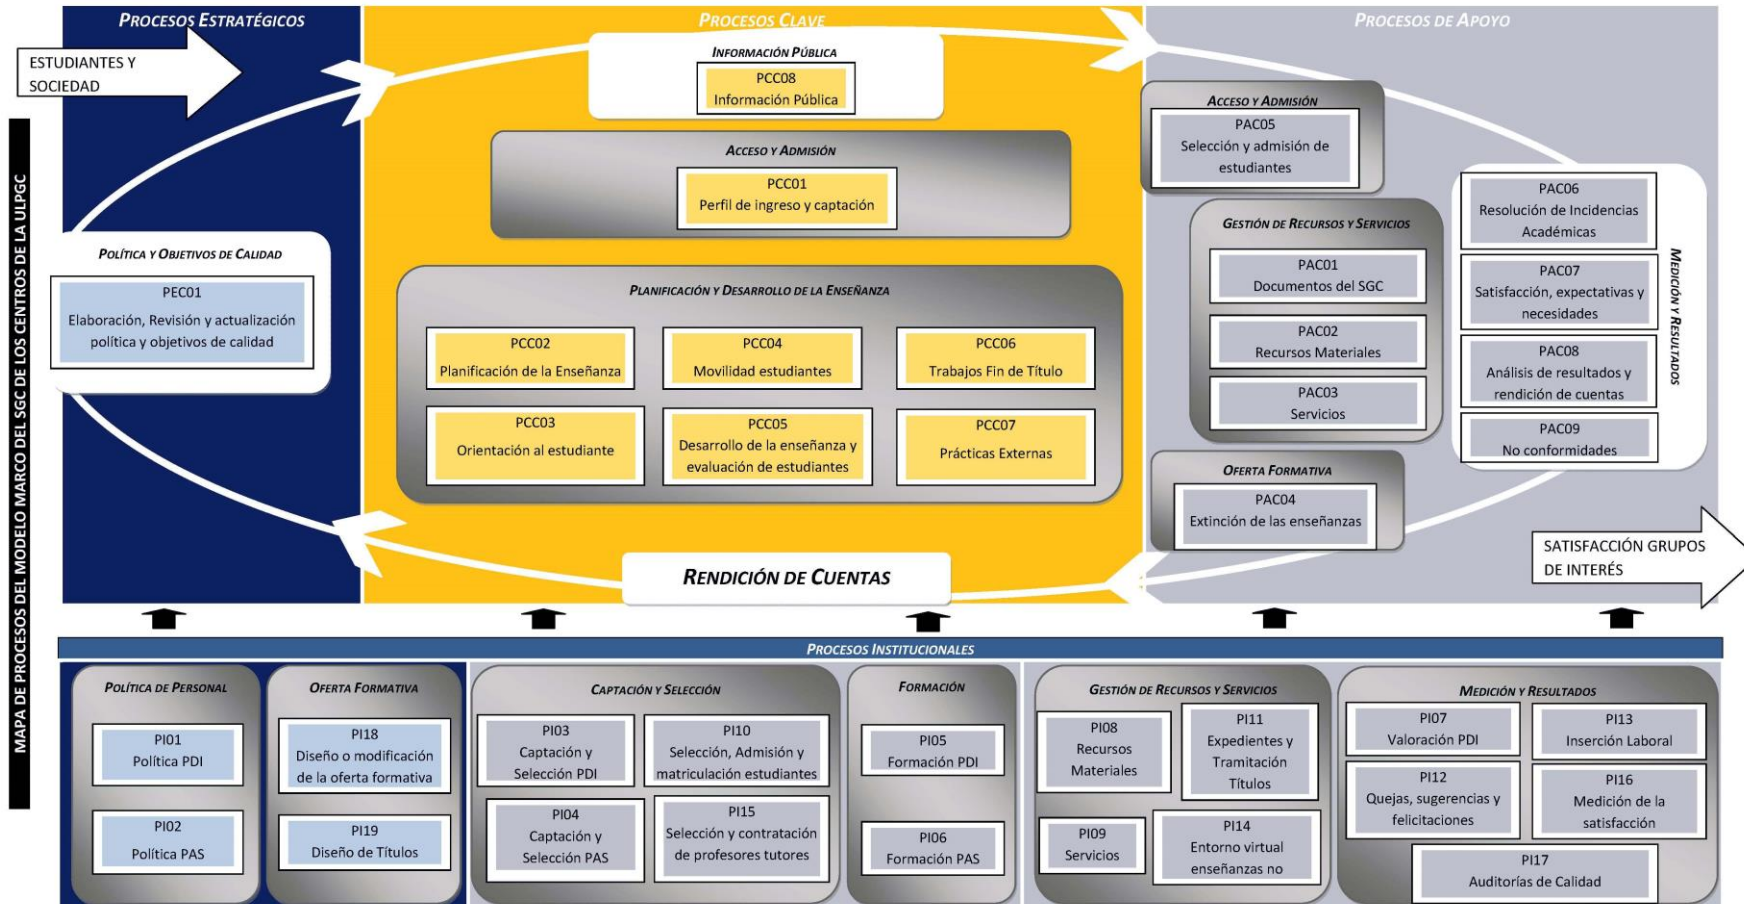 PROCESOS ESTRATÉGICOS
PROCESOS CLAVE
PROCESOS DE APOYO
ESTUDIANTES Y
SOCIEDAD
MAPA DE PROCESOS DEL MODELO MARCO DEL SGC DE LOS CENTROS DE LA ULPGC
POLÍTICA Y OBJETIVOS DE CALIDAD
PEC01
Elaboración, Revisión y actualización
política y objetivos de calidad
INFORMACIÓN PÚBLICA
PCC08
Información Pública
ACCESO Y ADMISIÓN
PCC01
Perfil de ingreso y captación
PLANIFICACIÓN Y DESARROLLO DE LA ENSEÑANZA
PCC02
Planificación de la Enseñanza
PCC04
Movilidad estudiantes
PCC06
Trabajos Fin de Título
PCC03
Orientación al estudiante
PCC05
Desarrollo de la enseñanza y
evaluación de estudiantes
PCC07
Prácticas Externas
RENDICIÓN DE CUENTAS
ACCESO Y ADMISIÓN
PAC05
Selección y admisión de
estudiantes
GESTIÓN DE RECURSOS Y SERVICIOS
PAC01
Documentos del SGC
PAC02
Recursos Materiales
PAC03
Servicios
OFERTA FORMATIVA
PAC04
Extinción de las enseñanzas
PAC06
Resolución de Incidencias
Académicas
PAC07
Satisfacción, expectativas y
necesidades
PAC08
Análisis de resultados y
rendición de cuentas
PAC09
No conformidades
MEDICIÓN Y RESULTADOS
SATISFACCIÓN GRUPOS
DE INTERÉS
PROCESOS INSTITUCIONALES
POLÍTICA DE PERSONAL
PI01
Política PDI
PI02
Política PAS
OFERTA FORMATIVA
PI18
Diseño o modificación
de la oferta formativa
PI19
Diseño de Títulos
CAPTACIÓN Y SELECCIÓN
PI03
Captación y
Selección PDI
PI10
Selección, Admisión y
matriculación estudiantes
PI04
Captación y
Selección PAS
PI15
Selección y contratación
de profesores tutores
FORMACIÓN
PI05
Formación PDI
PI06
Formación PAS
GESTIÓN DE RECURSOS Y SERVICIOS
PI08
Recursos
Materiales
PI11
Expedientes y
Tramitación
Títulos
PI09
Servicios
PI14
Entorno virtual
enseñanzas no
MEDICIÓN Y RESULTADOS
PI07
Valoración PDI
PI13
Inserción Laboral
PI12
Quejas, sugerencias y
felicitaciones
PI16
Medición de la
satisfacción
PI17
Auditorías de Calidad